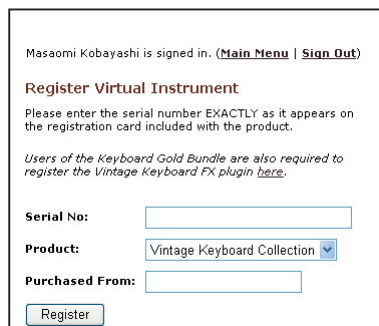 Masaomi Kobayashi is signed in. (Main Menu | Sign Out)
Register Virtual Instrument
Please enter the serial number EXACTLY as it appears on
the registration card included with the product.
Users of the Keyboard Gold Bundle are also required to
register the Vintage Keyboard FX plugin here.
Serial No:
Product: Vintage Keyboard Collection
Purchased From:
Register